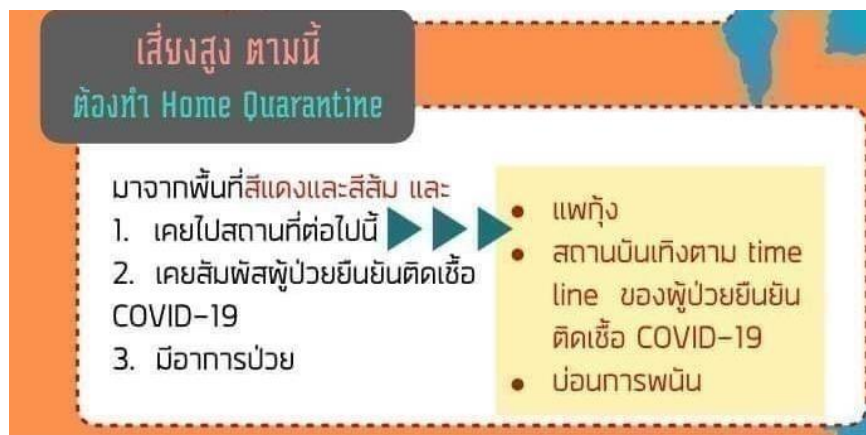 เสี่ยงสูง ตามนี้
ต้องทำ Home Quarantine
มาจากพื้นที่สีแดงและสีส้ม และ
1. เคยไปสถานที่ต่อไปนี้
2. เคยสัมผัสผู้ป่วยยืนยันติดเชื้อ
COVID-19
3. มีอาการป่วย
• แพกุ้ง
• สถานบันเทิงตาม time
line ของผู้ป่วยยืนยัน
ติดเชื้อ COVID-19
• บ่อนการพนัน